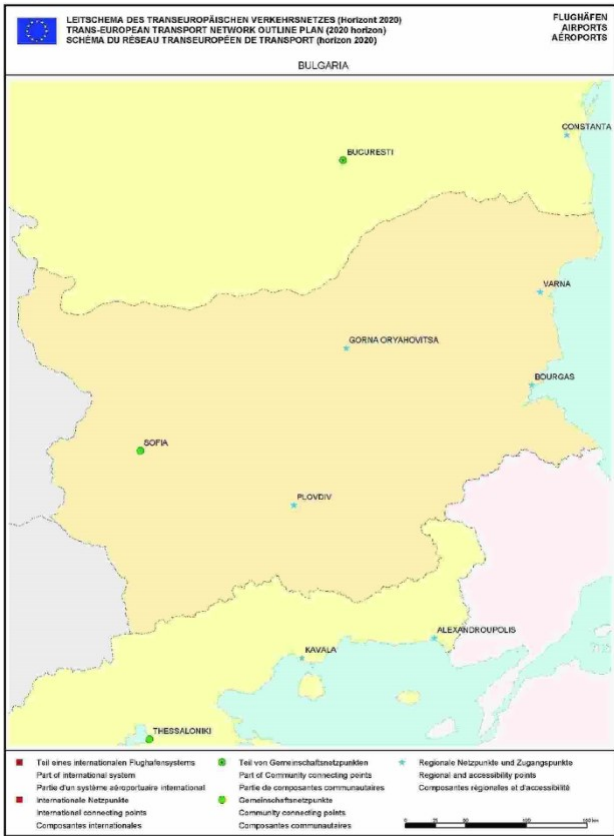 LEITSCHEMA DES TRANSEUROPÄISCHEN VERKEHRSNETZES (Horizont 2020)
TRANS-EUROPEAN TRANSPORT NETWORK OUTLINE PLAN (2020 horizon)
SCHÉMA DU RÉSEAU TRANSEUROPÉEN DE TRANSPORT (horizon 2020)
FLUGHÄFEN
AIRPORTS
AÉROPORTS
BULGARIA
CONSTANTA
BUCURESTI
VARNA
GORNA ORYAHOVITSA
BOURGAS
SOFIA
PLOVDIV
ALEXANDROUPOLIS
KAVALA
THESSALONIKI
Teil eines internationalen Flughafensystems
Part of international system
Partie d'un système aéroportuaire international
Internationale Netzpunkte
International connecting points
Composantes internationales
Teil von Gemeinschaftsnetzpunkten
Part of Community connecting points
Partie de composantes communautaires
Gemeinschaftsnetzpunkte
Community connecting points
Composantes communautaires
Regionale Netzpunkte und Zugangspunkte
Regional and accessibility points
Composantes régionales et d'accessibilité